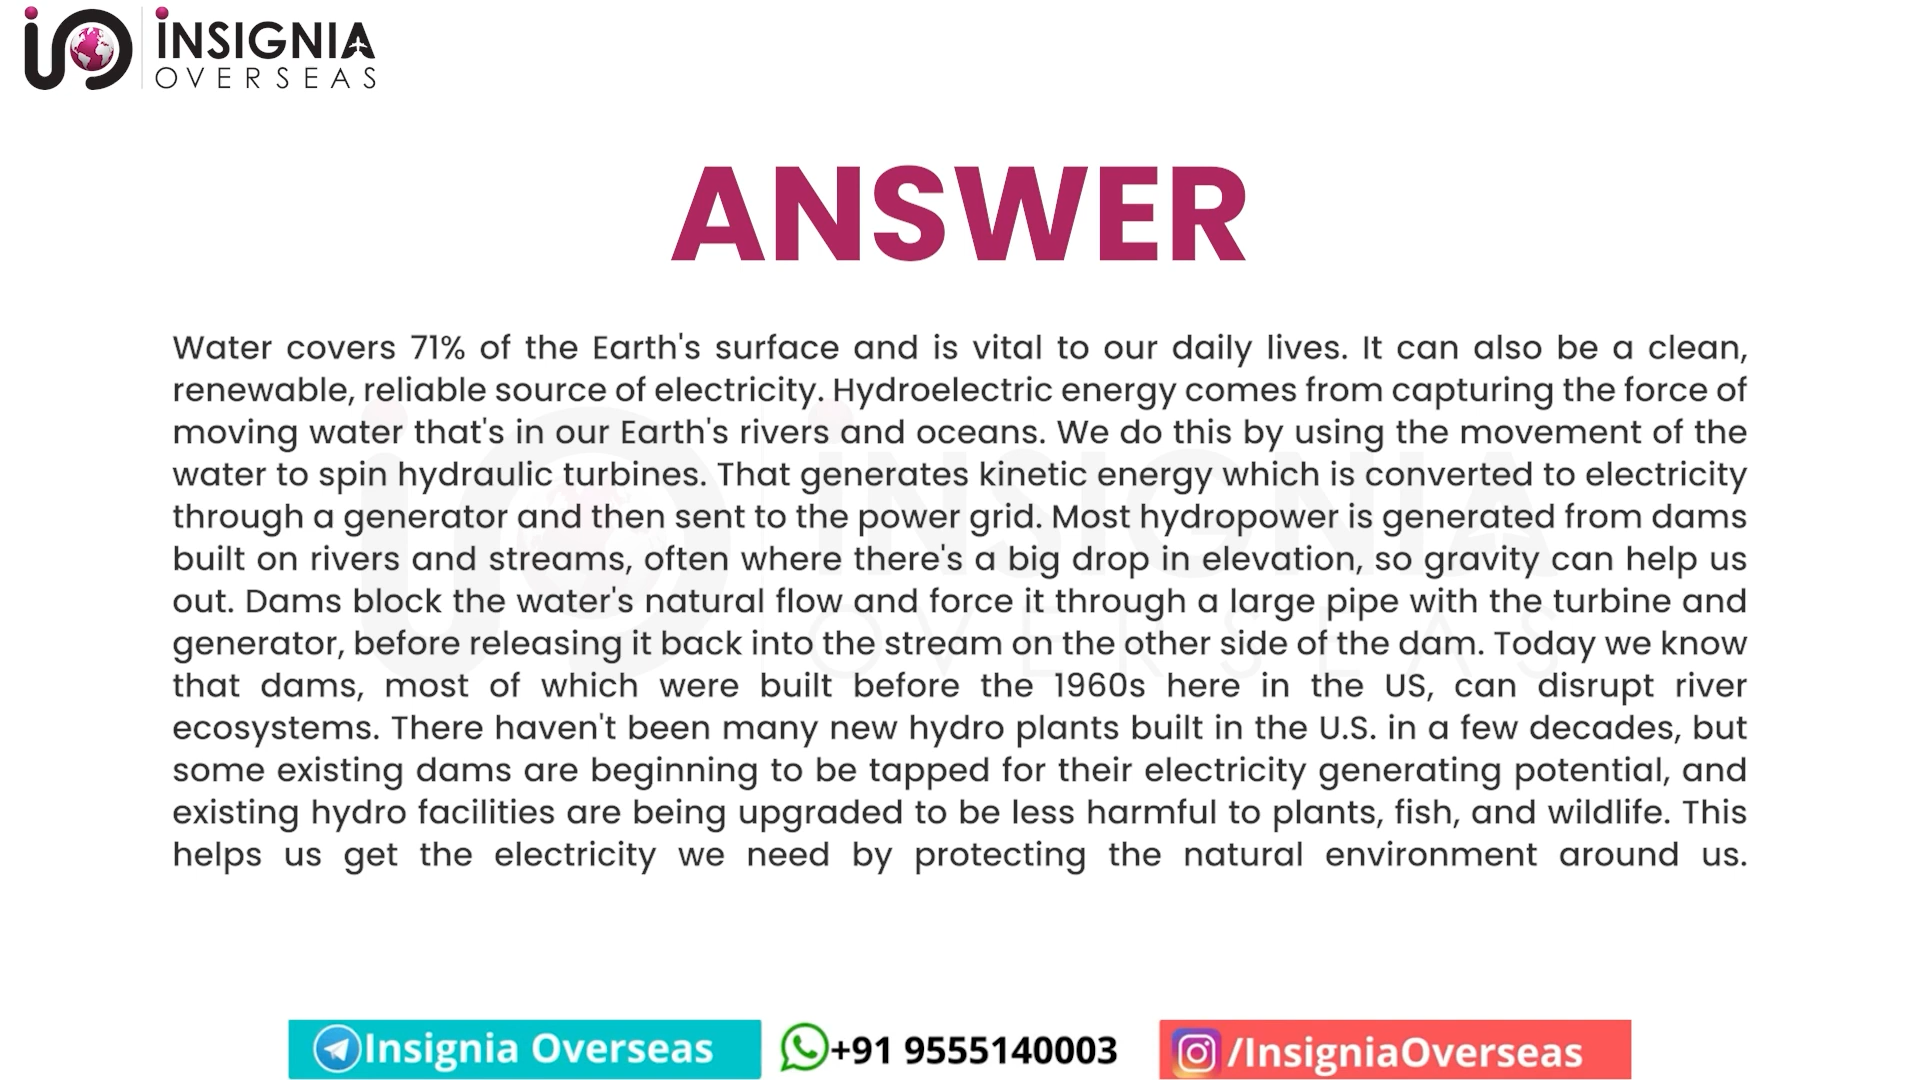 INSIGNIA
OVERSEAS
ANSWER
Water covers 71% of the Earth's surface and is vital to our daily lives. It can also be a clean,
renewable, reliable source of electricity. Hydroelectric energy comes from capturing the force of
moving water that's in our Earth's rivers and oceans. We do this by using the movement of the
water to spin hydraulic turbines. That generates kinetic energy which is converted to electricity
through a generator and then sent to the power grid. Most hydropower is generated from dams
built on rivers and streams, often where there's a big drop in elevation, so gravity can help us
out. Dams block the water's natural flow and force it through a large pipe with the turbine and
generator, before releasing it back into the stream on the other side of the dam. Today we know
that dams, most of which were built before the 1960s here in the US, can disrupt river
ecosystems. There haven't been many new hydro plants built in the U.S. in a few decades, but
some existing dams are beginning to be tapped for their electricity generating potential, and
existing hydro facilities are being upgraded to be less harmful to plants, fish, and wildlife. This
helps us get the electricity we need by protecting the natural environment around us.
INSIGNIA
OVERSEAS
Insignia Overseas
+91 9555140003
/InsigniaOverseas